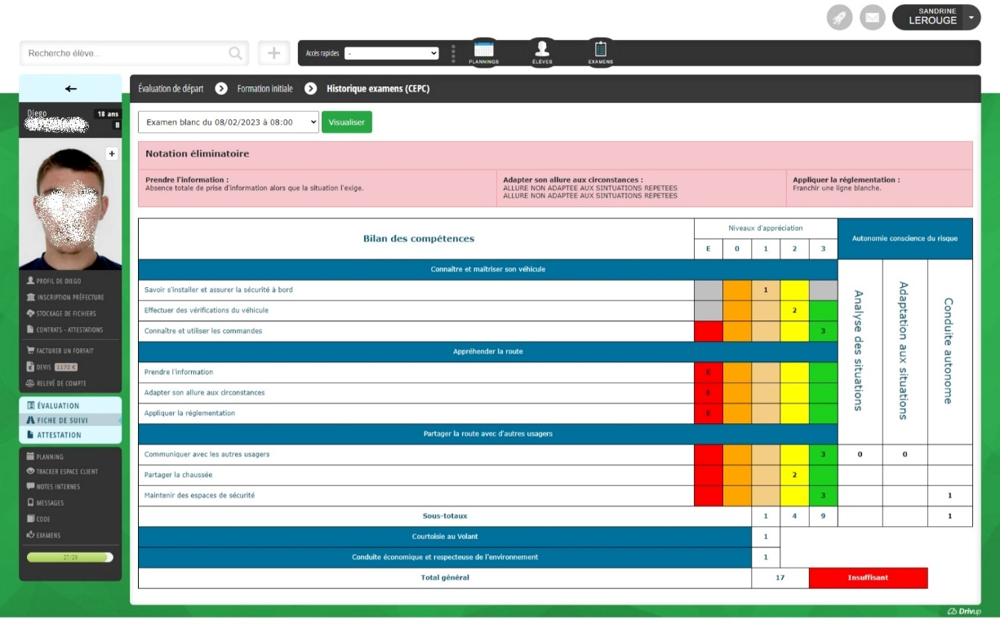 SANDRINE
LEROUGE
Recherche élève...
Accès rapides
-
PLANNINGS
ÉLÈVES
EXAMENS
Évaluation de départ
Formation initiale
Historique examens (CEPC)
Diego
18 ans
B
Examen blanc du 08/02/2023 à 08:00
Visualiser
+
PROFIL DE DIEGO
INSCRIPTION PRÉFECTURE
STOCKAGE DE FICHIERS
CONTRATS - ATTESTATIONS
FACTURER UN FORFAIT
DEVIS 1172 €
RELEVÉ DE COMPTE
ÉVALUATION
FICHE DE SUIVI
ATTESTATION
PLANNING
TRACKER ESPACE CLIENT
NOTES INTERNES
MESSAGES
CODE
EXAMENS
27/29
Notation éliminatoire
Prendre l'information :
Absence totale de prise d'information alors que la situation l'exige.
Adapter son allure aux circonstances :
ALLURE NON ADAPTEE AUX SINTUATIONS REPETEES
ALLURE NON ADAPTEE AUX SINTUATIONS REPETEES
Appliquer la réglementation :
Franchir une ligne blanche.
Bilan des compétences
Niveaux d'appréciation
E 0 1 2 3
Autonomie conscience du risque
Connaître et maîtriser son véhicule
Analyse des situations
Adaptation aux situations
Conduite autonome
Savoir s'installer et assurer la sécurité à bord 1
Effectuer des vérifications du véhicule 2
Connaître et utiliser les commandes 3
Appréhender la route
Prendre l'information E
Adapter son allure aux circonstances E
Appliquer la réglementation E
Partager la route avec d'autres usagers
Communiquer avec les autres usagers 3 0 0
Partager la chaussée 2
Maintenir des espaces de sécurité 3 1
Sous-totaux 1 4 9 1
Courtoisie au Volant 1
Conduite économique et respecteuse de l'environnement 1
Total général 17 Insuffisant
Drivup